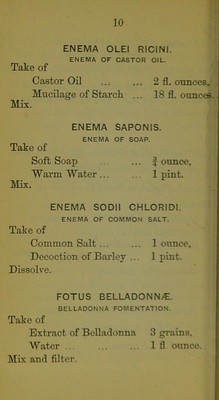 10
ENEMA OLEI RICINI.
ENEMA OF CASTOR OIL.
Take of
Castor Oil ... ... 2 fl. ounces,
Mucilage of Starch ... 18 fl. ounces.
Mix.
ENEMA SAPONIS.
ENEMA OF SOAP.
Take of
Soft Soap ... ... ¾ ounce,
Warm Water ... ... 1 pint.
Mix.
ENEMA SODII CHLORIDI.
ENEMA OF COMMON SALT.
Take of
Common Salt ... ... 1 ounce,
Decoction of Barley ... 1 pint.
Dissolve.
FOTUS BELLADONNÆ.
BELLADONNA FOMENTATION.
Take of
Extract of Belladonna 3 grains,
Water ... ... ... 1 fl. ounce.
Mix and filter.